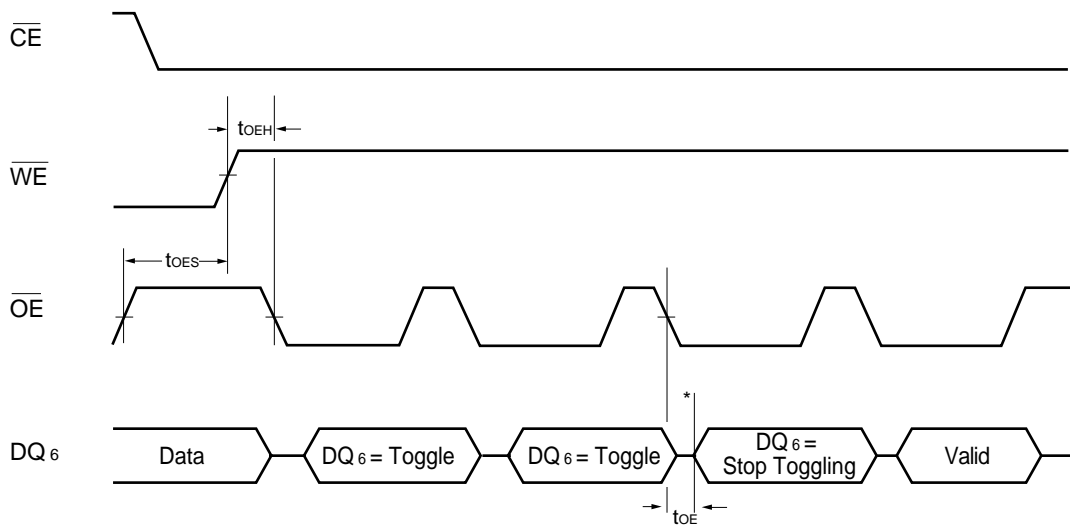 CE
tOEH
WE
tOES
OE
*
DQ6
Data
DQ6 = Toggle
DQ6 = Toggle
DQ6 =
Stop Toggling
Valid
tOE